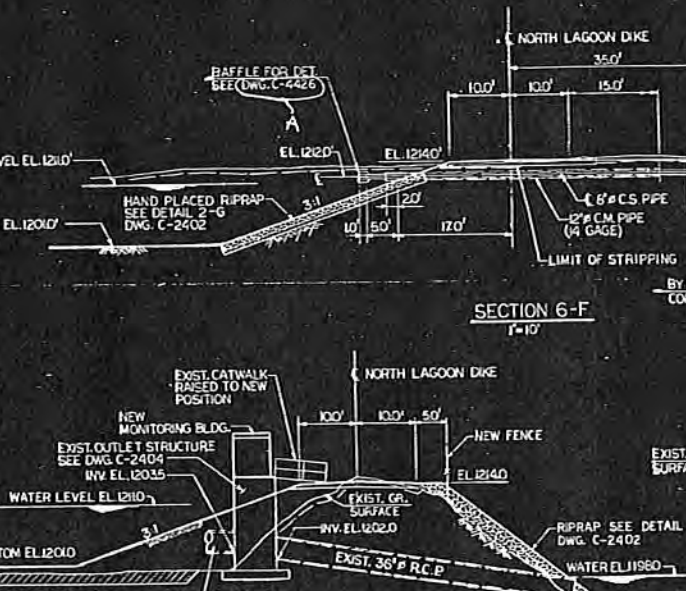 ℄ NORTH LAGOON DIKE
35.0'
BAFFLE FOR DET.
SEE DWG. C-4426
A
10.0' 10.0' 15.0'
EL. 1211.0'
EL. 1212.0'
EL. 1214.0'
HAND PLACED RIPRAP
SEE DETAIL 2-G
DWG. C-2402
3:1
2.0'
EL. 1201.0'
1.0' 5.0' 17.0'
℄ 6"ø C.S. PIPE
12"ø C.M. PIPE
(14 GAGE)
LIMIT OF STRIPPING
BY
SECTION 6-F
1"=10'
EXIST. CATWALK
RAISED TO NEW
POSITION
℄ NORTH LAGOON DIKE
NEW
MONITORING BLDG.
10.0' 10.0' 5.0'
NEW FENCE
EXIST. OUTLET STRUCTURE
SEE DWG. C-2404
INV. EL. 1203.5
EL. 1214.0
EXIST.
WATER LEVEL EL. 1211.0
EXIST. GR.
SURFACE
3:1
INV. EL. 1202.0
RIPRAP SEE DETAIL
DWG. C-2402
EL. 1201.0
EXIST. 36"ø R.C.P.
WATER EL. 1198.0